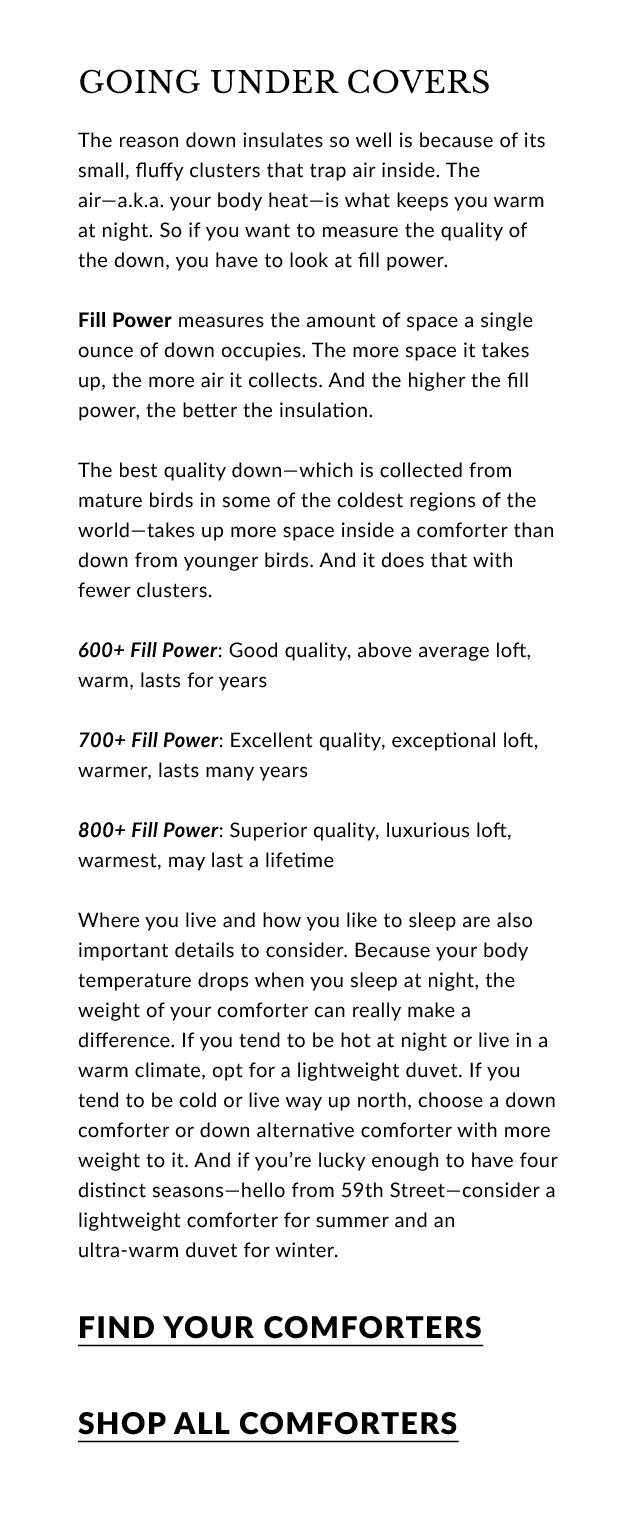 GOING UNDER COVERS
The reason down insulates so well is because of its
small, fluffy clusters that trap air inside. The
air—a.k.a. your body heat—is what keeps you warm
at night. So if you want to measure the quality of
the down, you have to look at fill power.
Fill Power measures the amount of space a single
ounce of down occupies. The more space it takes
up, the more air it collects. And the higher the fill
power, the better the insulation.
The best quality down—which is collected from
mature birds in some of the coldest regions of the
world—takes up more space inside a comforter than
down from younger birds. And it does that with
fewer clusters.
600+ Fill Power: Good quality, above average loft,
warm, lasts for years
700+ Fill Power: Excellent quality, exceptional loft,
warmer, lasts many years
800+ Fill Power: Superior quality, luxurious loft,
warmest, may last a lifetime
Where you live and how you like to sleep are also
important details to consider. Because your body
temperature drops when you sleep at night, the
weight of your comforter can really make a
difference. If you tend to be hot at night or live in a
warm climate, opt for a lightweight duvet. If you
tend to be cold or live way up north, choose a down
comforter or down alternative comforter with more
weight to it. And if you’re lucky enough to have four
distinct seasons—hello from 59th Street—consider a
lightweight comforter for summer and an
ultra-warm duvet for winter.
FIND YOUR COMFORTERS
SHOP ALL COMFORTERS